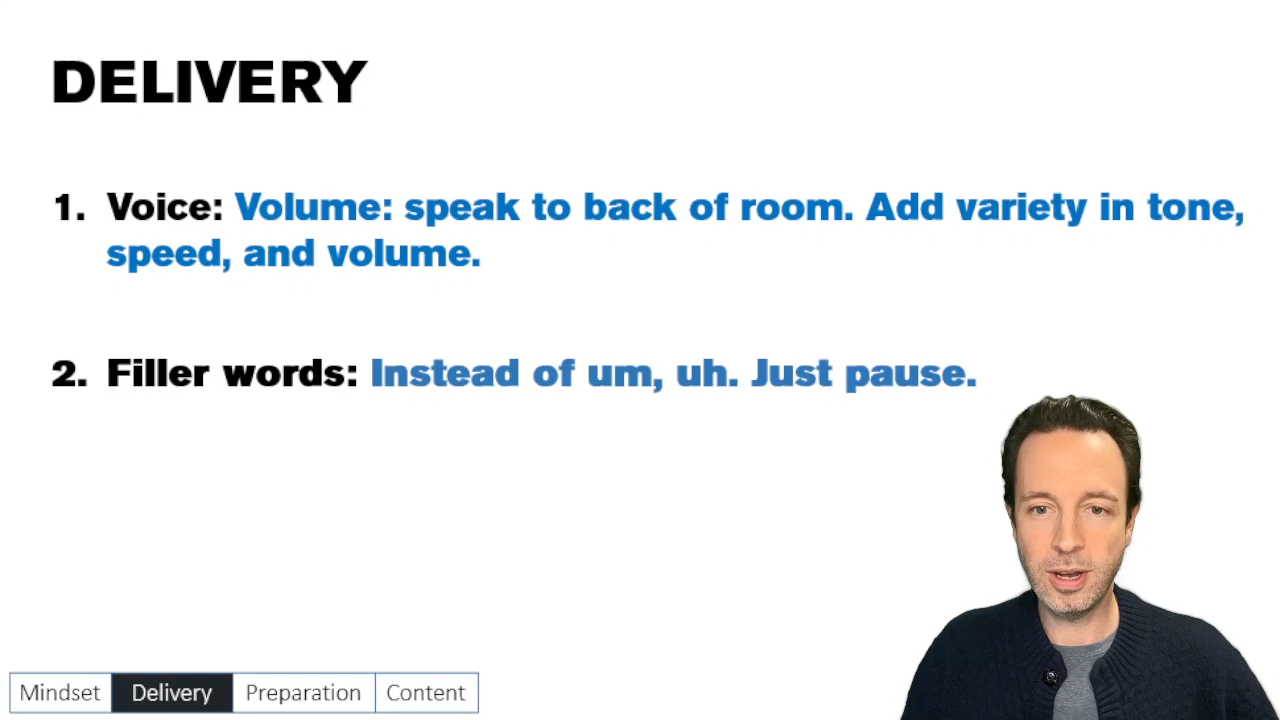 DELIVERY
1. Voice: Volume: speak to back of room. Add variety in tone,
speed, and volume.
2. Filler words: Instead of um, uh. Just pause.
Mindset Delivery Preparation Content